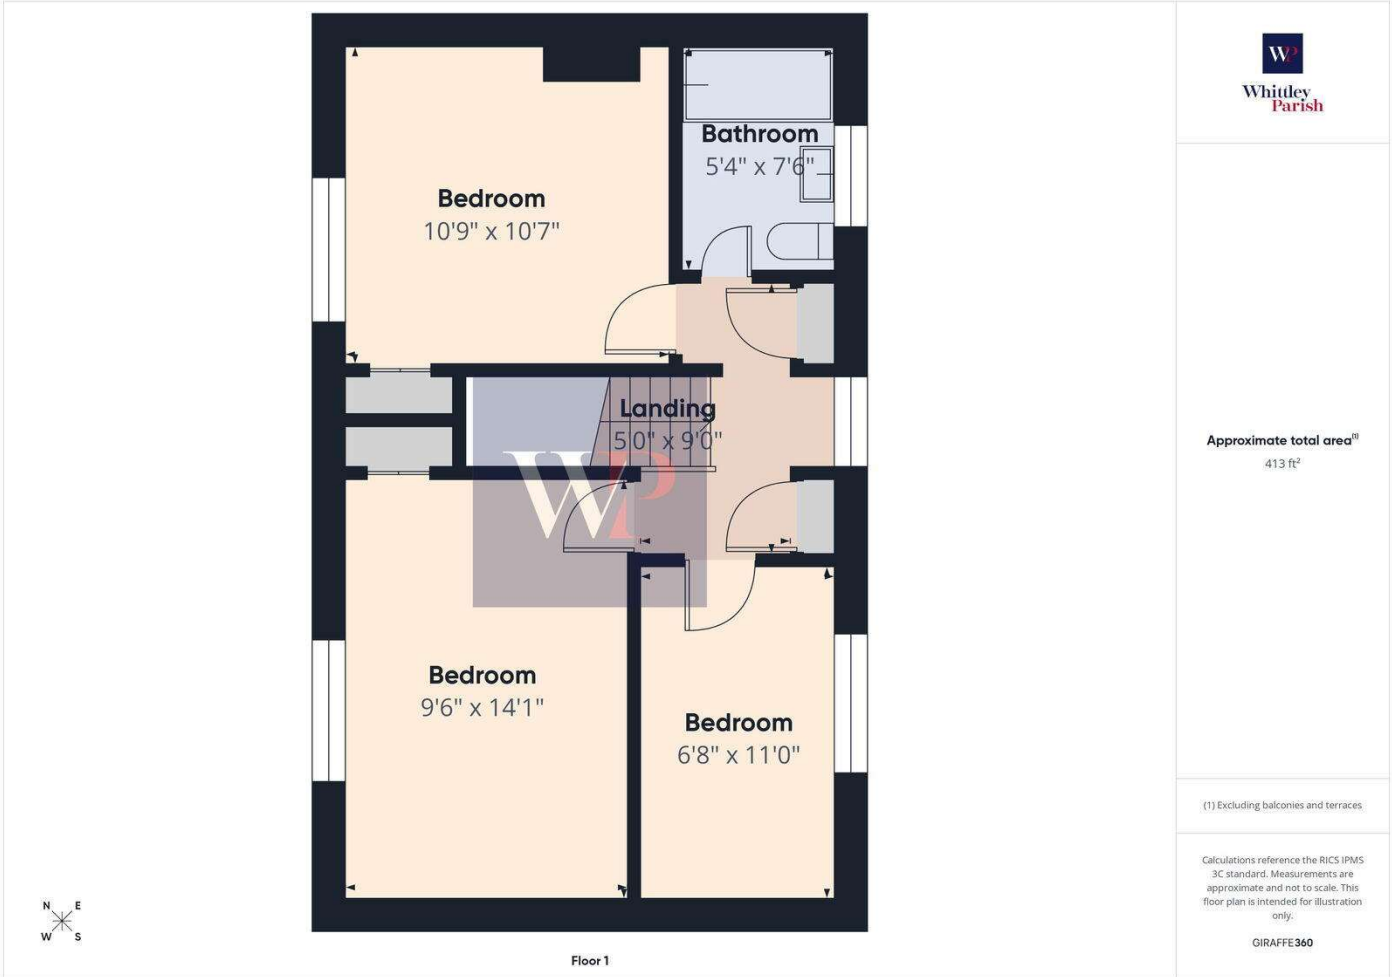 Bedroom
10'9" x 10'7"
Bathroom
5'4" x 7'6"
Landing
5'0" x 9'0"
WP
Bedroom
9'6" x 14'1"
Bedroom
6'8" x 11'0"
N E
W S
Floor 1
WP
Whittley
Parish
Approximate total area(1)
413 ft²
(1) Excluding balconies and terraces
Calculations reference the RICS IPMS
3C standard. Measurements are
approximate and not to scale. This
floor plan is intended for illustration
only.
GIRAFFE360